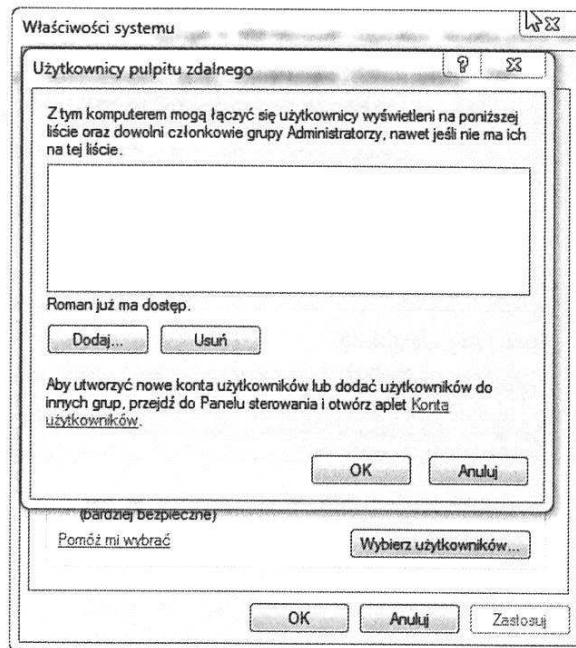 Właściwości systemu
Użytkownicy pulpitu zdalnego
Z tym komputerem mogą łączyć się użytkownicy wyświetleni na poniższej
liście oraz dowolni członkowie grupy Administratorzy, nawet jeśli nie ma ich
na tej liście.
Roman już ma dostęp.
Dodaj... Usuń
Aby utworzyć nowe konta użytkowników lub dodać użytkowników do
innych grup, przejdź do Panelu sterowania i otwórz aplet Konta
użytkowników.
OK Anuluj
(bardziej bezpieczne)
Pomóż mi wybrać Wybierz użytkowników...
OK Anuluj Zastosuj